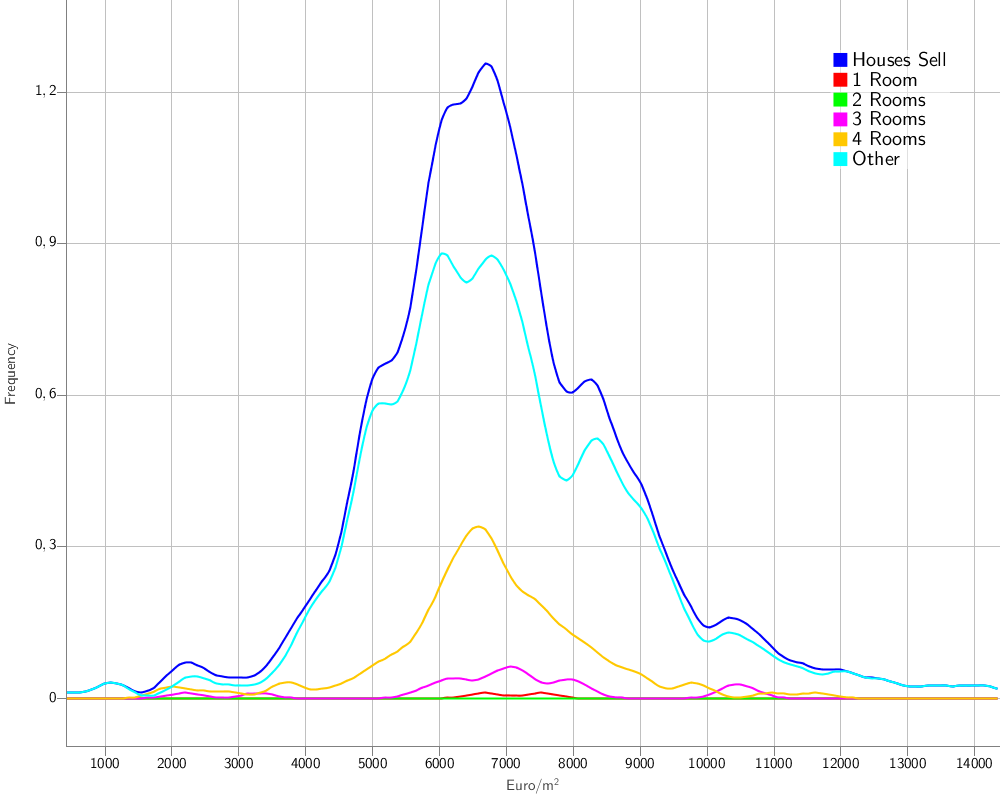 Houses Sell
1 Room
2 Rooms
3 Rooms
4 Rooms
Other
1, 2
0, 9
0, 6
0, 3
0
Frequency
1000 2000 3000 4000 5000 6000 7000 8000 9000 10000 11000 12000 13000 14000
Euro/m²